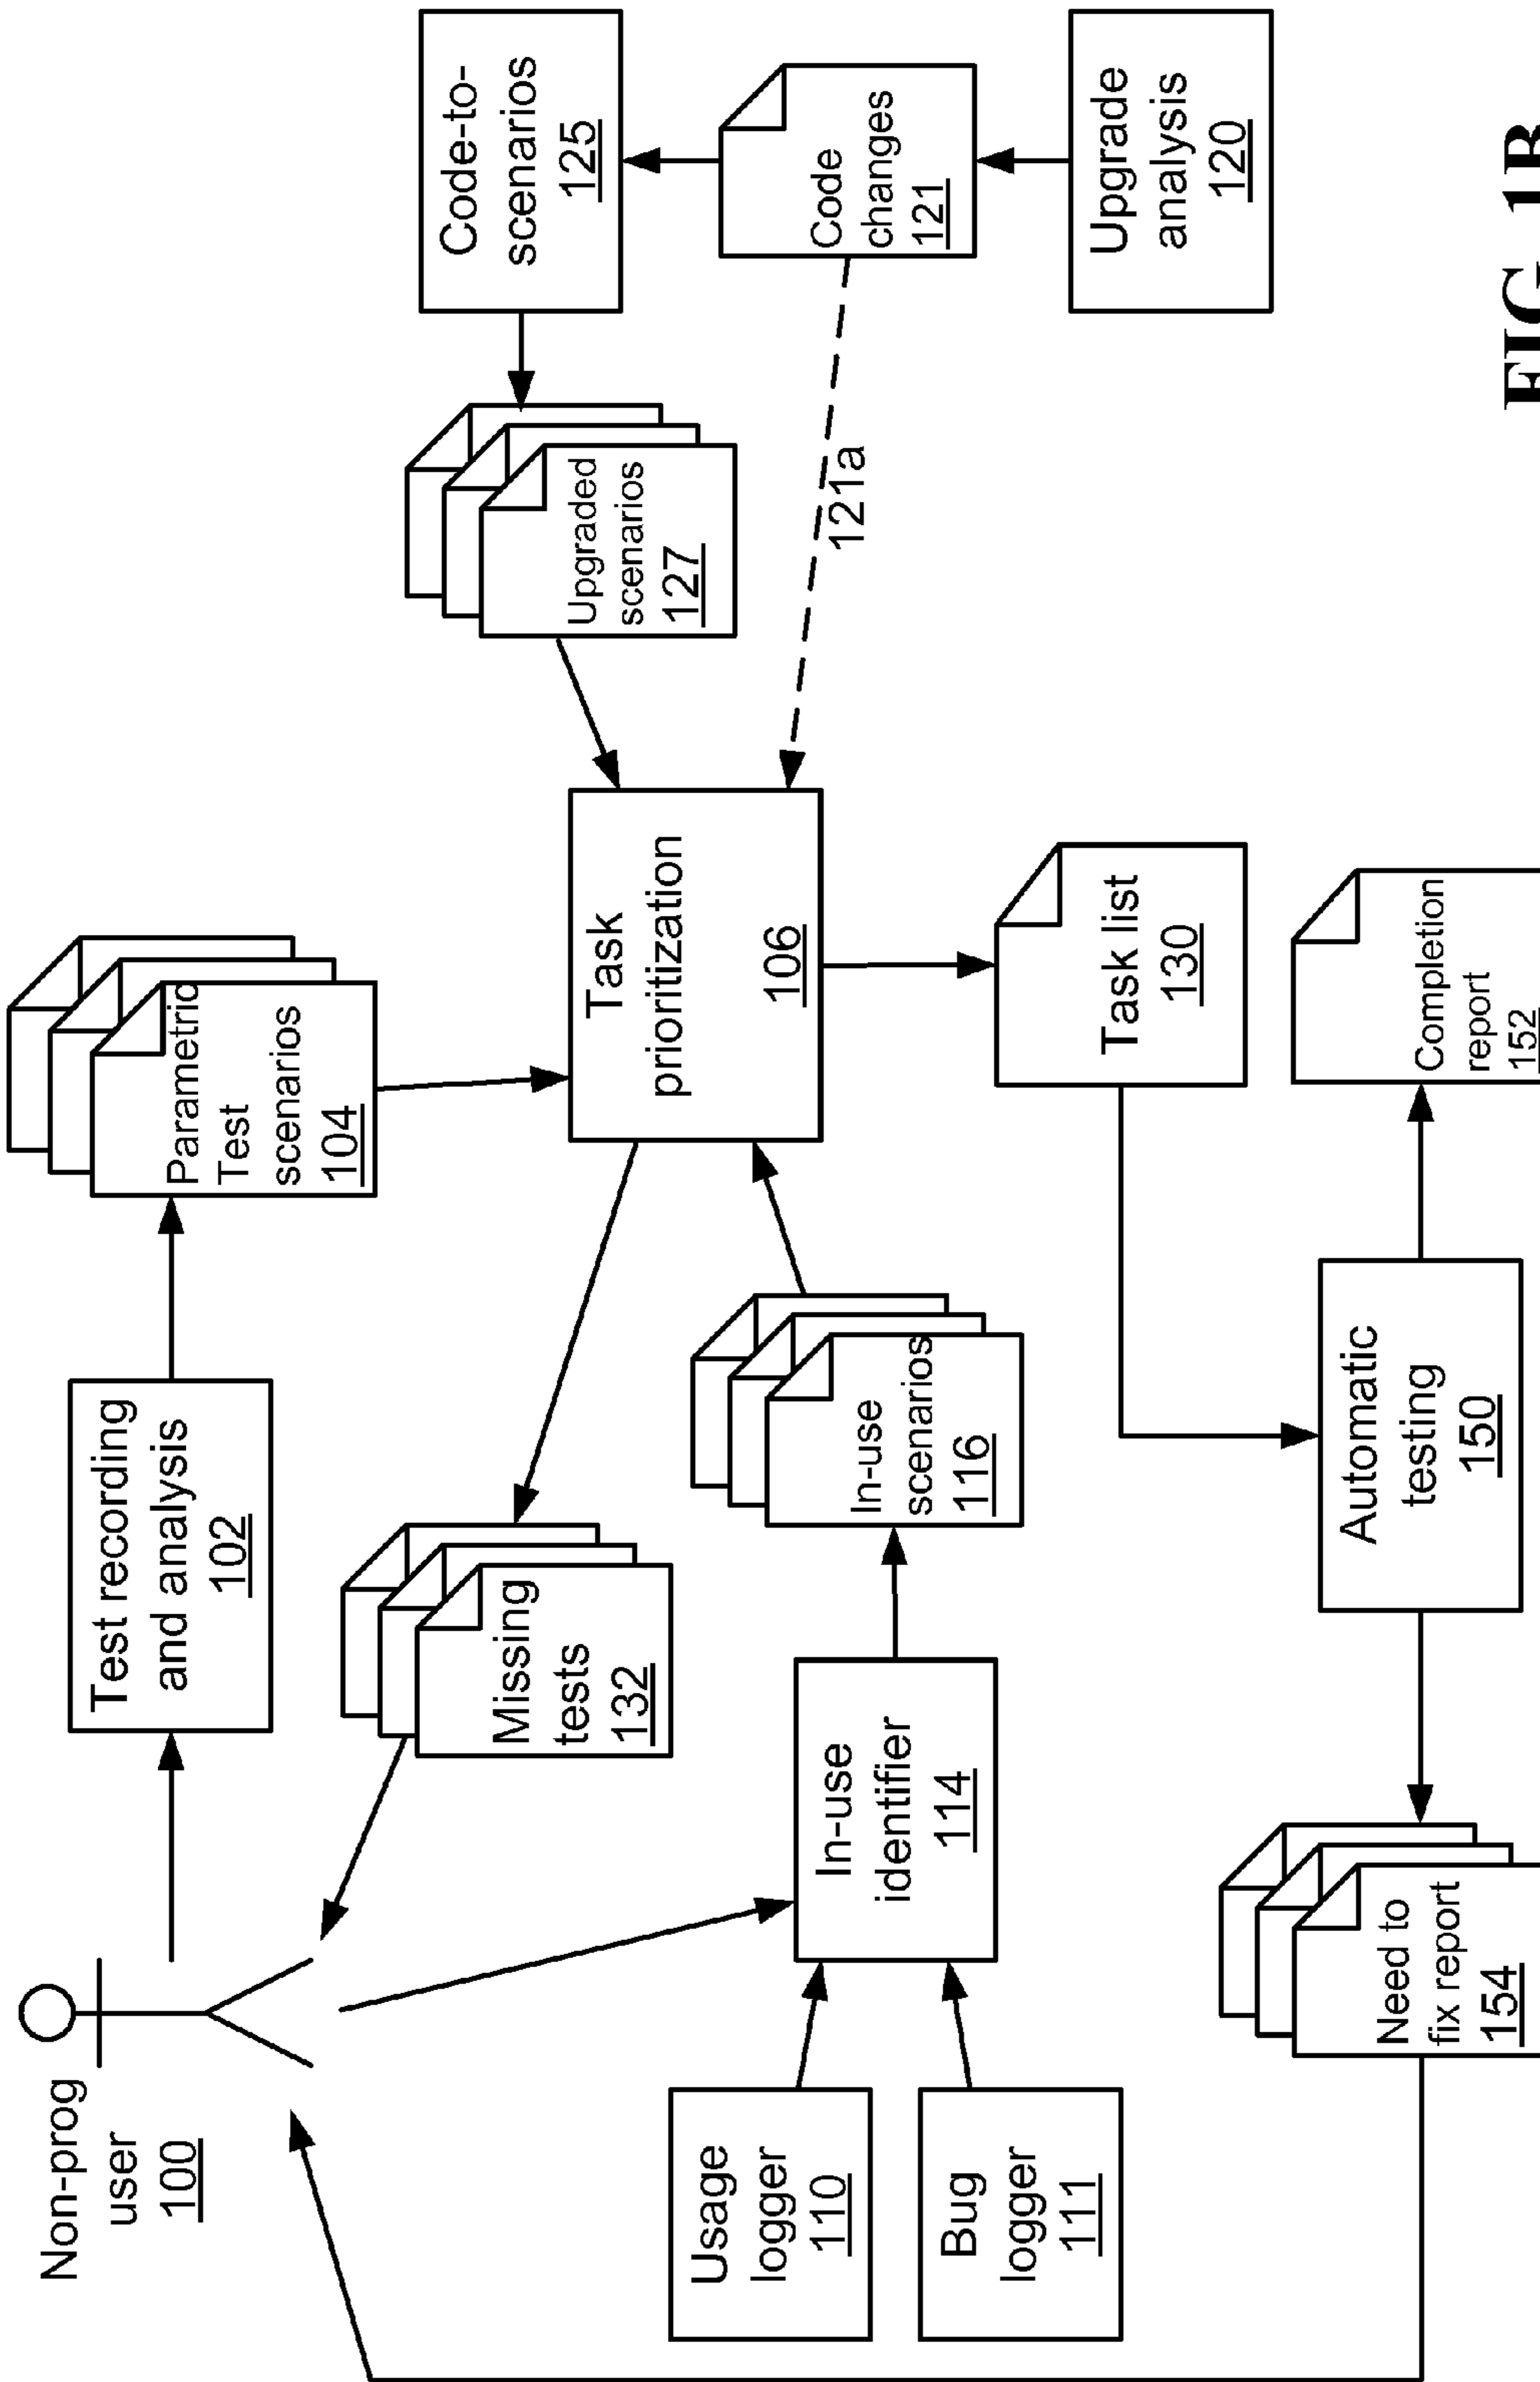 Non-prog
user
100
Test recording
and analysis
102
Parametric
Test
scenarios
104
Missing
tests
132
Upgraded
scenarios
127
Code-to-
scenarios
125
Task
prioritization
106
121a
Code
changes
121
Usage
logger
110
Bug
logger
111
In-use
identifier
114
In-use
scenarios
116
Task list
130
Upgrade
analysis
120
Need to
fix report
154
Automatic
testing
150
Completion
report
152
FIG. 1B